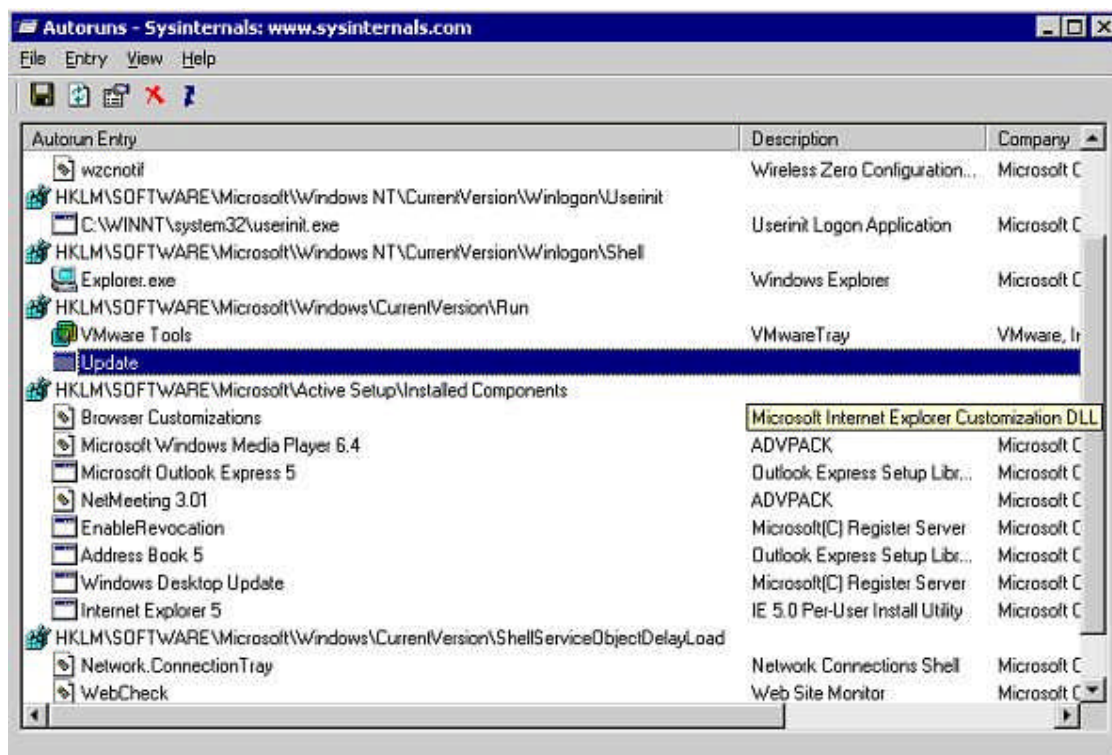 Autoruns - Sysinternals: www.sysinternals.com
File Entry View Help
Autorun Entry Description Company
wzcnotif Wireless Zero Configuration... Microsoft C
HKLM\SOFTWARE\Microsoft\Windows NT\CurrentVersion\Winlogon\Userinit
C:\WINNT\system32\userinit.exe Userinit Logon Application Microsoft C
HKLM\SOFTWARE\Microsoft\Windows NT\CurrentVersion\Winlogon\Shell
Explorer.exe Windows Explorer Microsoft C
HKLM\SOFTWARE\Microsoft\Windows\CurrentVersion\Run
VMware Tools VMwareTray VMware, Ir
Update
HKLM\SOFTWARE\Microsoft\Active Setup\Installed Components
Browser Customizations Microsoft Internet Explorer Customization DLL
Microsoft Windows Media Player 6.4 ADVPACK Microsoft C
Microsoft Outlook Express 5 Outlook Express Setup Libr... Microsoft C
NetMeeting 3.01 ADVPACK Microsoft C
EnableRevocation Microsoft(C) Register Server Microsoft C
Address Book 5 Outlook Express Setup Libr... Microsoft C
Windows Desktop Update Microsoft(C) Register Server Microsoft C
Internet Explorer 5 IE 5.0 Per-User Install Utility Microsoft C
HKLM\SOFTWARE\Microsoft\Windows\CurrentVersion\ShellServiceObjectDelayLoad
Network.ConnectionTray Network Connections Shell Microsoft C
WebCheck Web Site Monitor Microsoft C